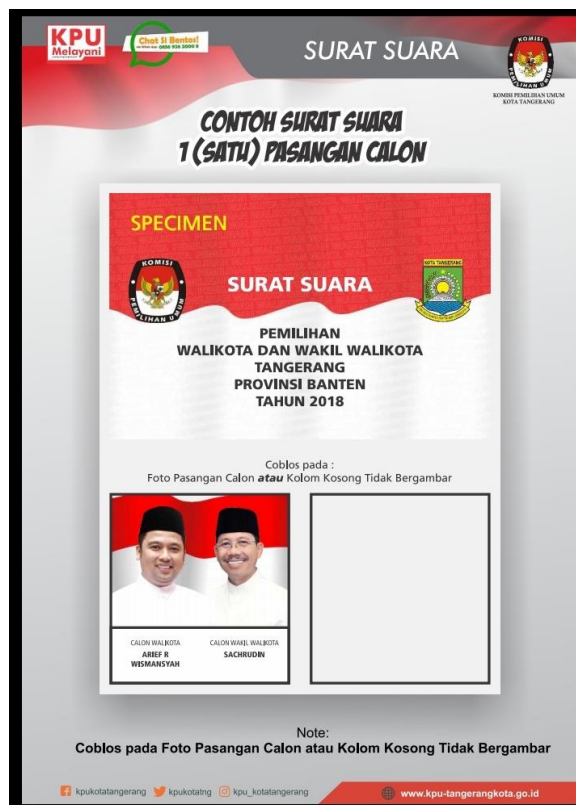 KPU
Melayani
Chat Si Bentos!
0858 936 2000 8
SURAT SUARA
KOMISI
PEMILIHAN UMUM
KOMISI PEMILIHAN UMUM
KOTA TANGERANG
CONTOH SURAT SUARA
1 (SATU) PASANGAN CALON
SPECIMEN
KOMISI
PEMILIHAN UMUM
SURAT SUARA
KOTA TANGERANG
PEMILIHAN
WALIKOTA DAN WAKIL WALIKOTA
TANGERANG
PROVINSI BANTEN
TAHUN 2018
Coblos pada :
Foto Pasangan Calon atau Kolom Kosong Tidak Bergambar
CALON WALIKOTA
ARIEF R
WISMANSYAH
CALON WAKIL WALIKOTA
SACHRUDIN
Note:
Coblos pada Foto Pasangan Calon atau Kolom Kosong Tidak Bergambar
kpukotatangerang
kpukotatng
kpu_kotatangerang
www.kpu-tangerangkota.go.id